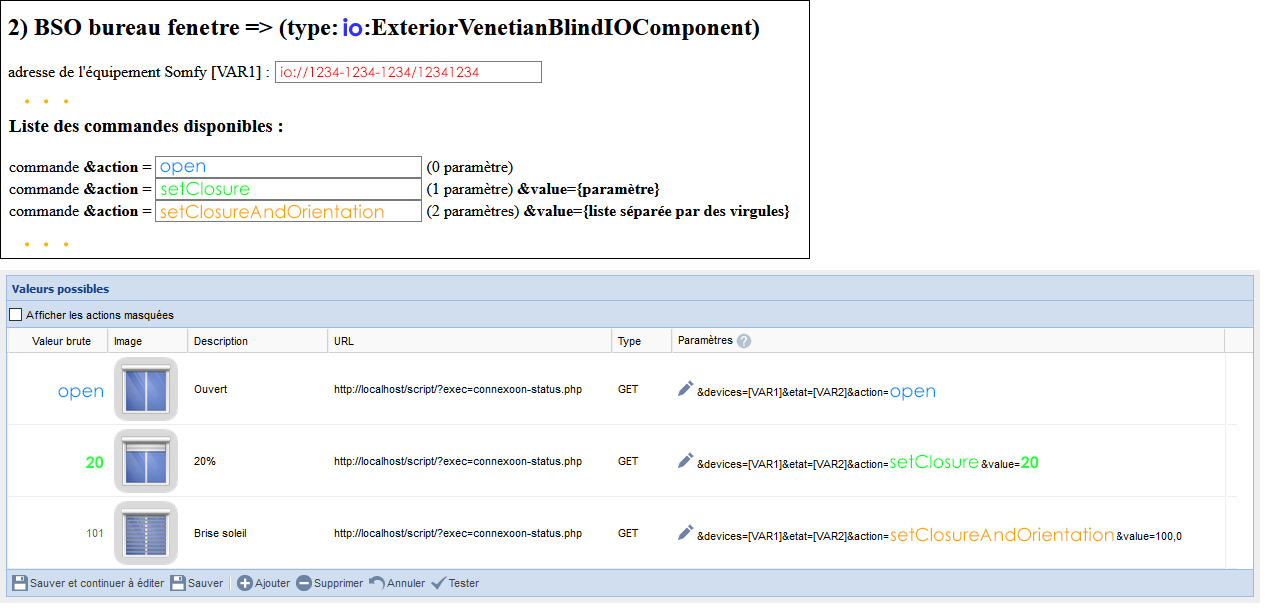 2) BSO bureau fenetre => (type: io:ExteriorVenetianBlindIOComponent)
adresse de l'équipement Somfy [VAR1] : io://1234-1234-1234/12341234
. . .
Liste des commandes disponibles :
commande &action = open (0 paramètre)
commande &action = setClosure (1 paramètre) &value={paramètre}
commande &action = setClosureAndOrientation (2 paramètres) &value={liste séparée par des virgules}
. . .
Valeurs possibles
Afficher les actions masquées
Valeur brute Image Description URL Type Paramètres ?
open Ouvert http://localhost/script/?exec=connexoon-status.php GET &devices=[VAR1]&etat=[VAR2]&action=open
20 20% http://localhost/script/?exec=connexoon-status.php GET &devices=[VAR1]&etat=[VAR2]&action=setClosure &value=20
101 Brise soleil http://localhost/script/?exec=connexoon-status.php GET &devices=[VAR1]&etat=[VAR2]&action=setClosureAndOrientation &value=100,0
Sauver et continuer à éditer Sauver Ajouter Supprimer Annuler Tester